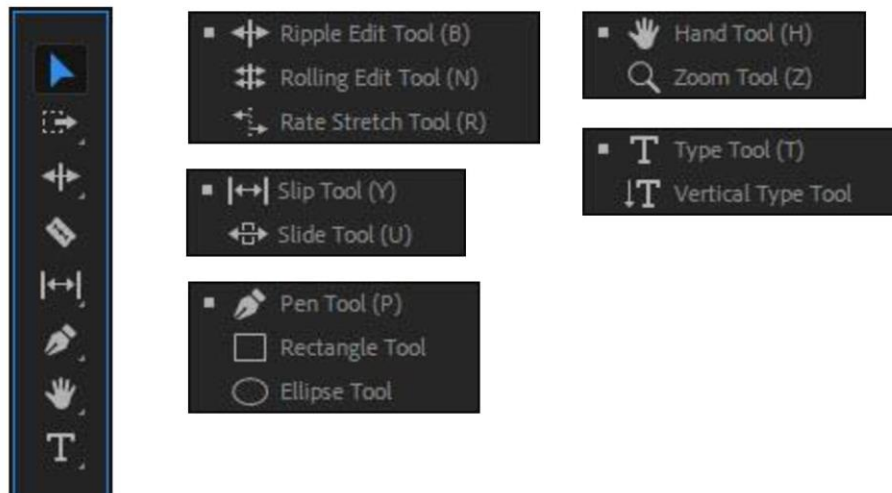 Ripple Edit Tool (B)
Rolling Edit Tool (N)
Rate Stretch Tool (R)
Slip Tool (Y)
Slide Tool (U)
Pen Tool (P)
Rectangle Tool
Ellipse Tool
Hand Tool (H)
Zoom Tool (Z)
Type Tool (T)
Vertical Type Tool